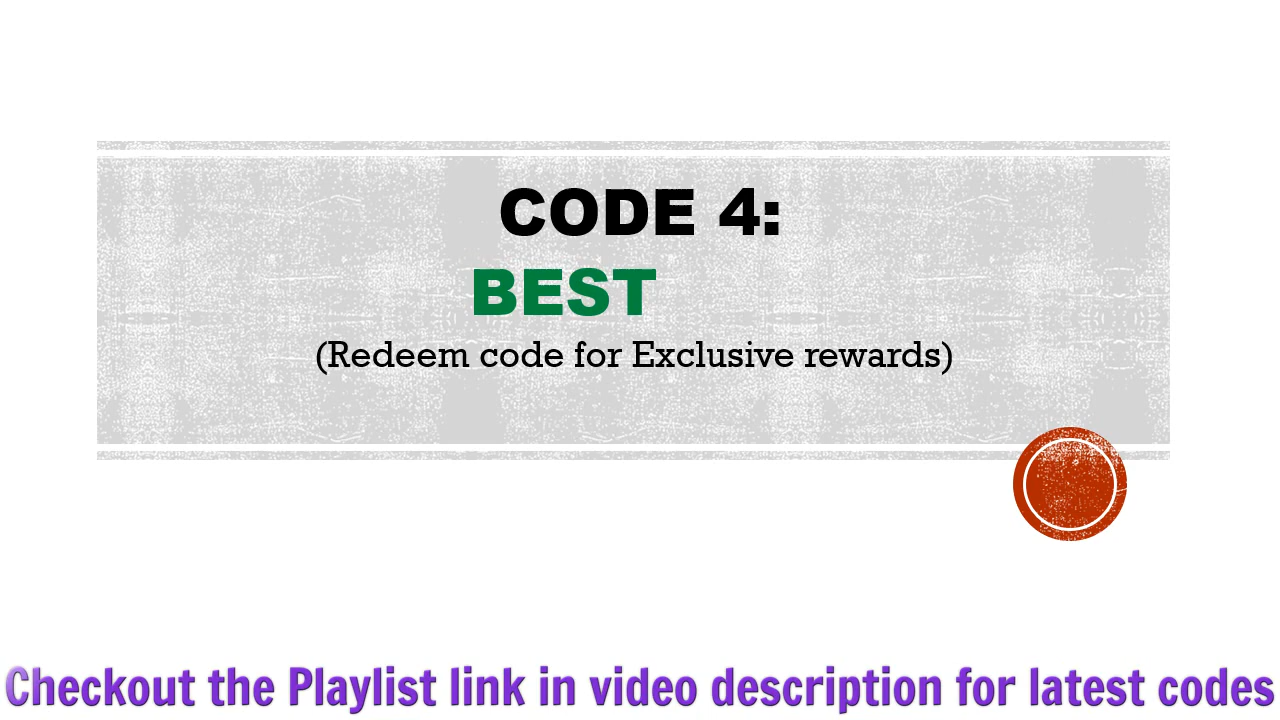 CODE 4:
BEST
(Redeem code for Exclusive rewards)
Checkout the Playlist link in video description for latest codes